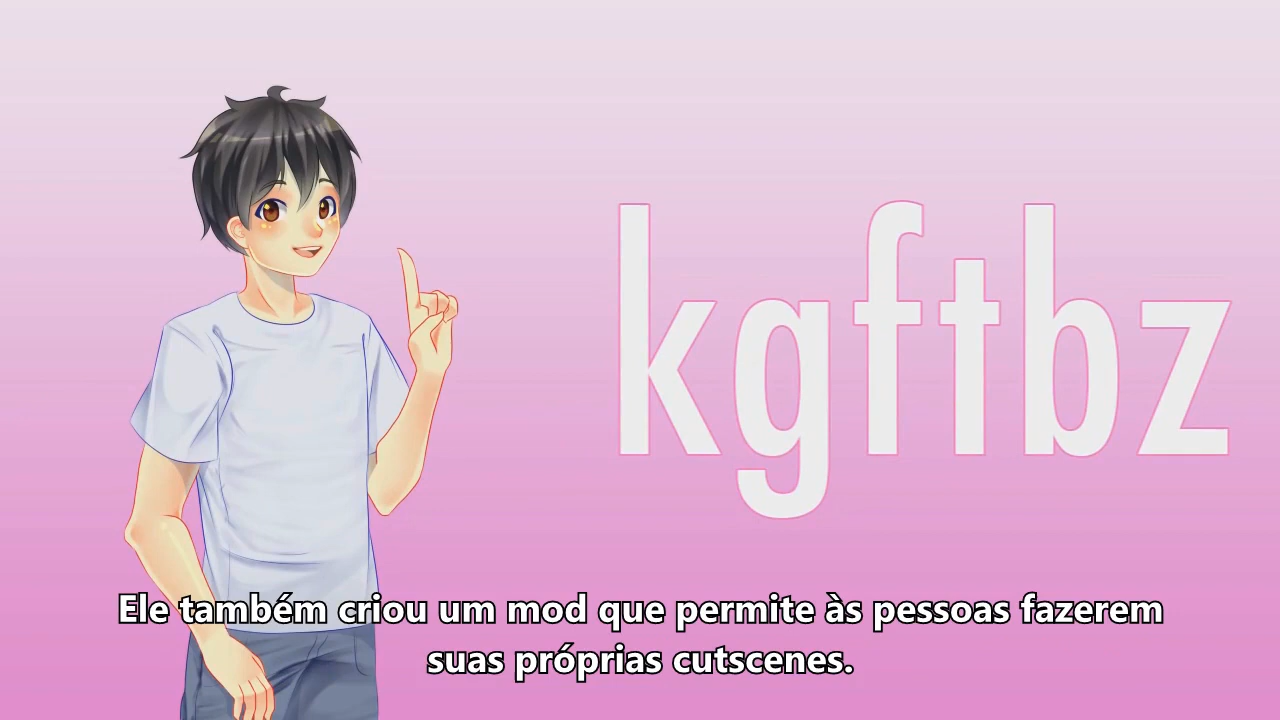 kgftbz
Ele também criou um mod que permite às pessoas fazerem
suas próprias cutscenes.